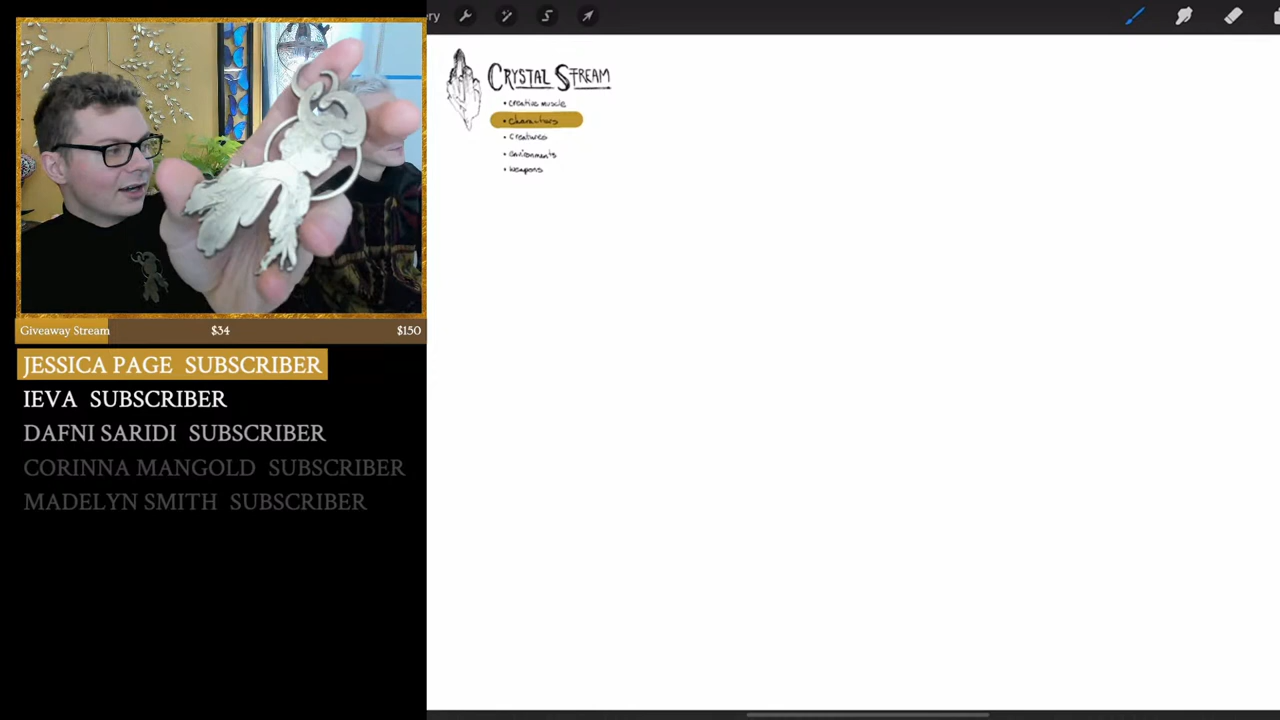 ry
Giveaway Stream $34 $150
JESSICA PAGE SUBSCRIBER
IEVA SUBSCRIBER
DAFNI SARIDI SUBSCRIBER
CORINNA MANGOLD SUBSCRIBER
MADELYN SMITH SUBSCRIBER
CRYSTAL STREAM
• creative muscle
• characters
• creatures
• environments
• weapons